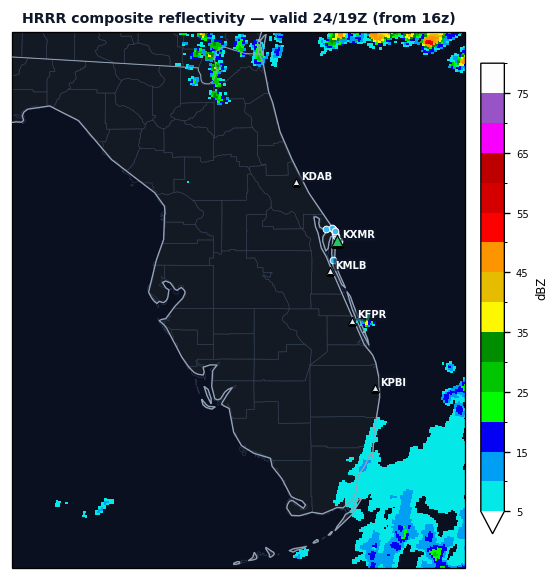 HRRR composite reflectivity — valid 24/19Z (from 16z)
KDAB
KXMR
KMLB
KFPR
KPBI
75
65
55
45
35
25
15
5
dBZ